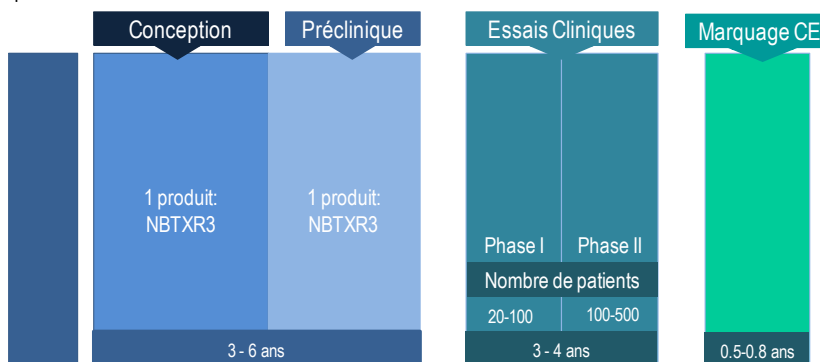 Conception
Préclinique
Essais Cliniques
Marquage CE
1 produit:
NBTXR3
1 produit:
NBTXR3
Phase I
Phase II
Nombre de patients
20-100
100-500
3 - 6 ans
3 - 4 ans
0.5-0.8 ans